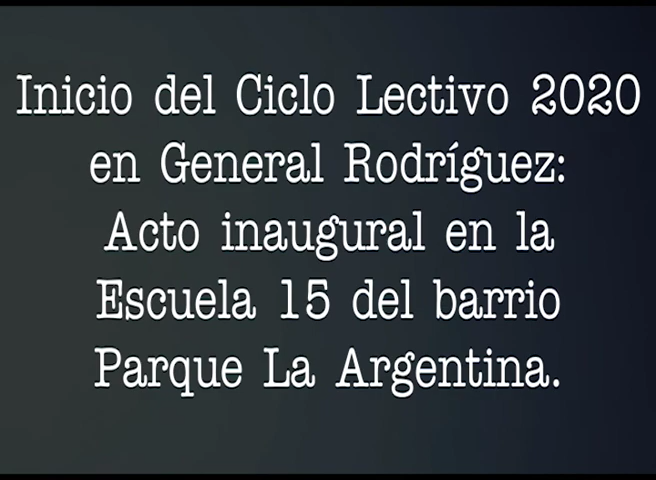 Inicio del Ciclo Lectivo 2020
en General Rodríguez:
Acto inaugural en la
Escuela 15 del barrio
Parque La Argentina.